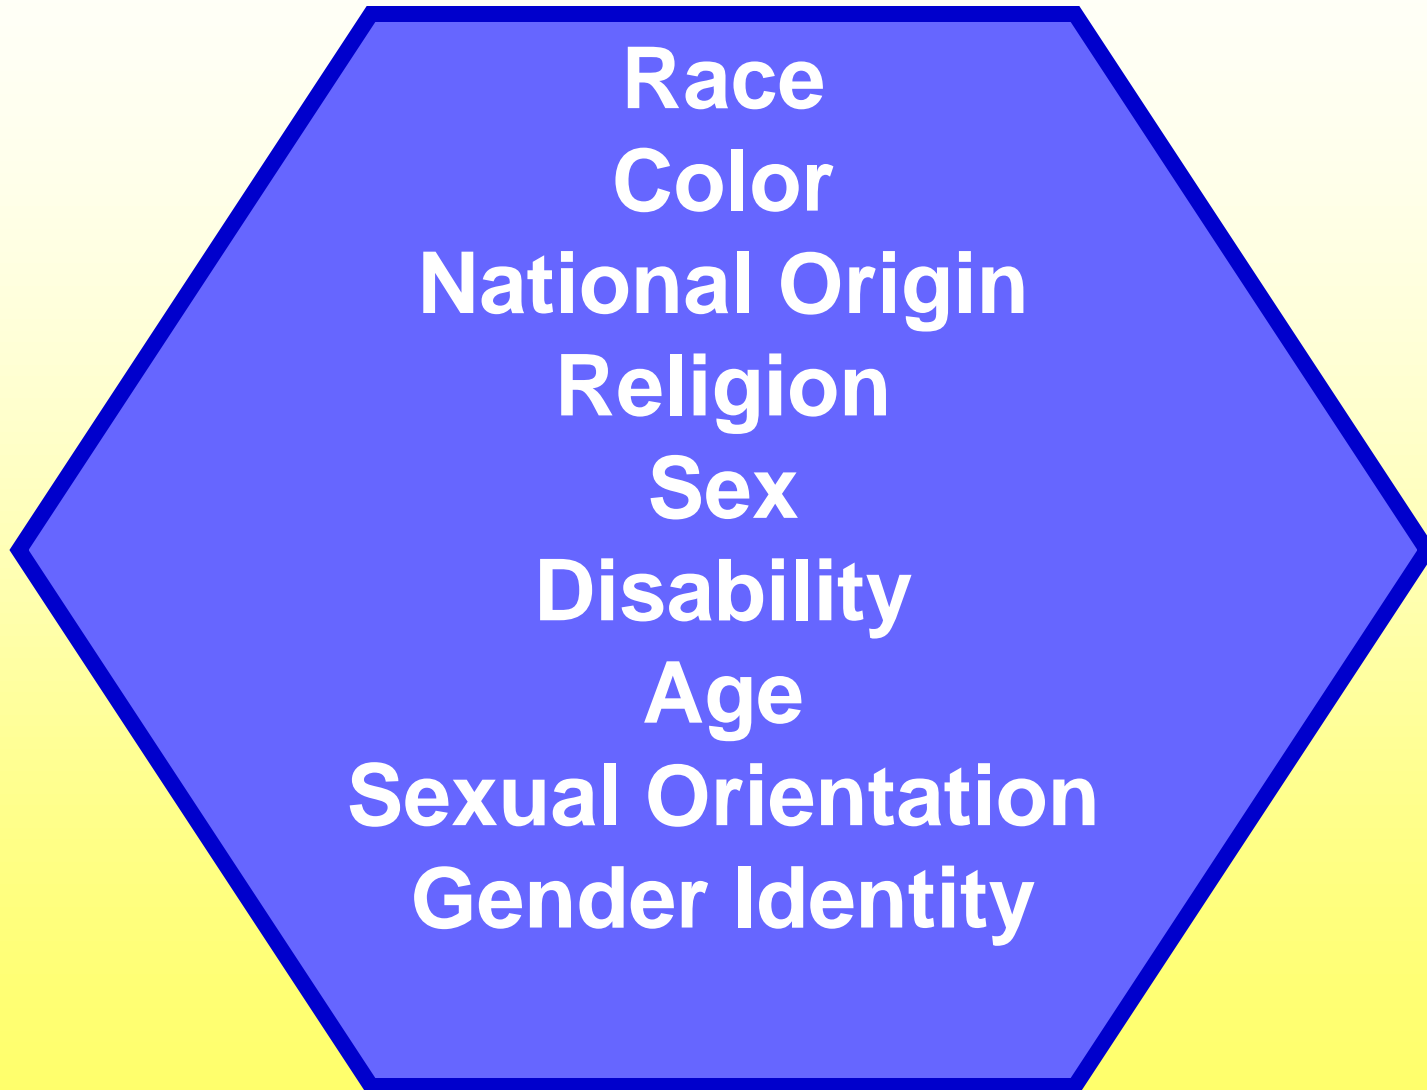 Race
Color
National Origin
Religion
Sex
Disability
Age
Sexual Orientation
Gender Identity